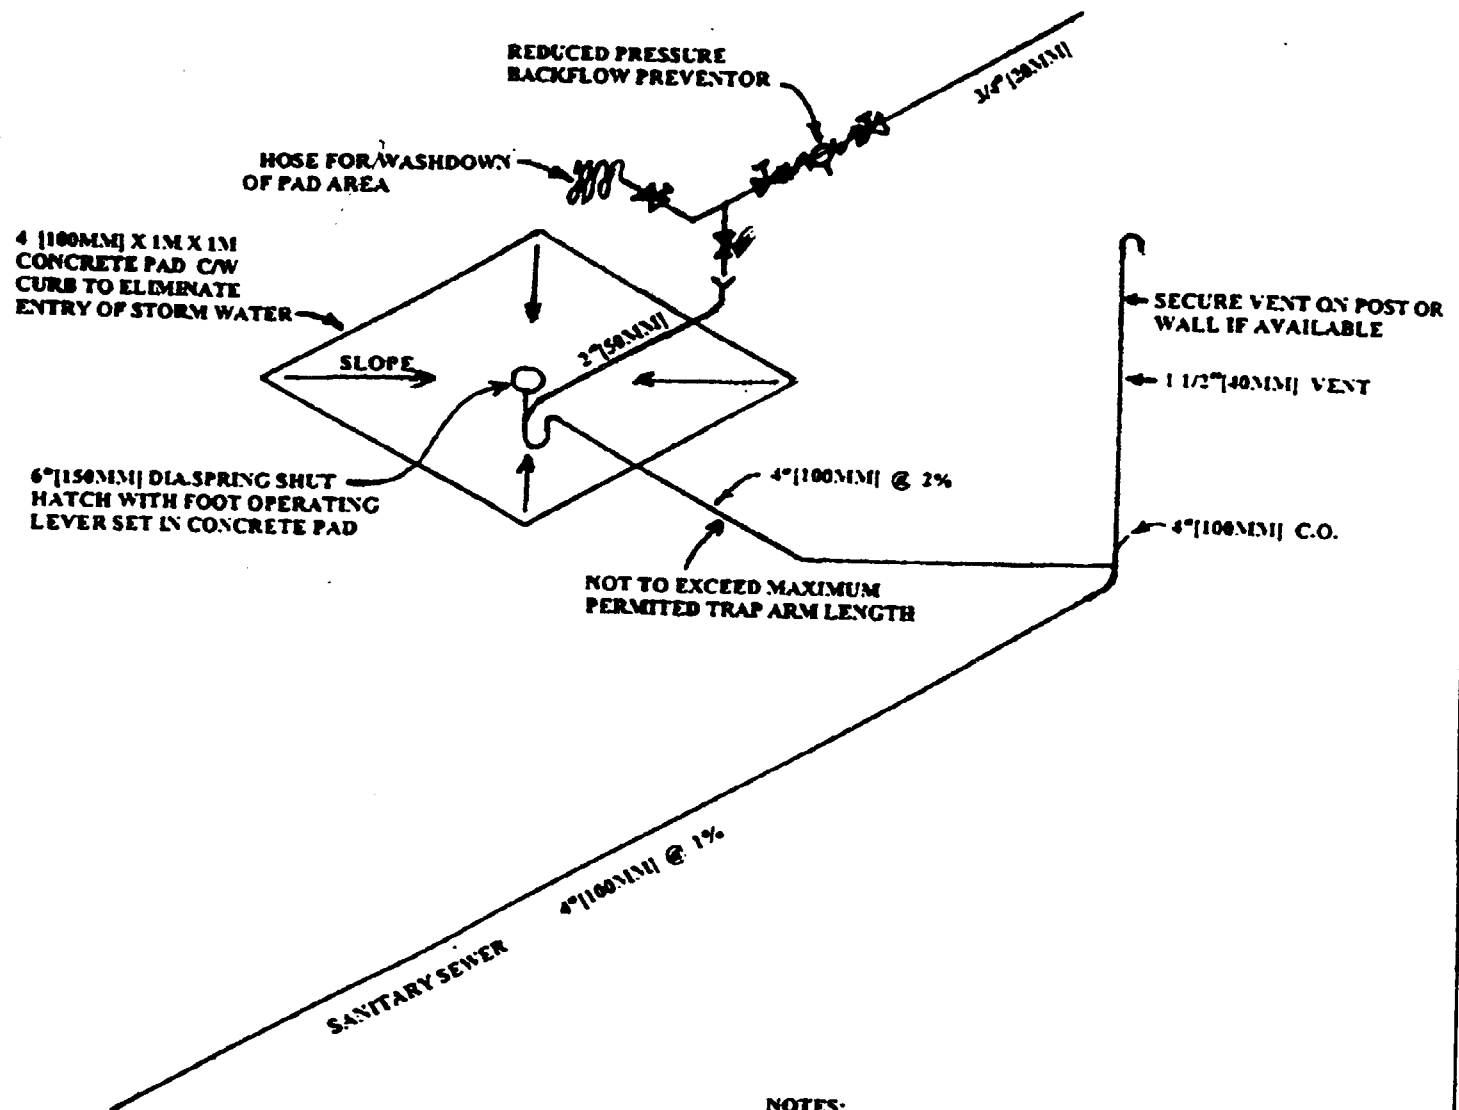 REDUCED PRESSURE
BACKFLOW PREVENTOR
3/4"[20MM]
HOSE FOR WASHDOWN
OF PAD AREA
4 [100MM] X 1M X 1M
CONCRETE PAD C/W
CURB TO ELIMINATE
ENTRY OF STORM WATER
SLOPE
2"[50MM]
SECURE VENT ON POST OR
WALL IF AVAILABLE
1 1/2"[40MM] VENT
6"[150MM] DIA.SPRING SHUT
HATCH WITH FOOT OPERATING
LEVER SET IN CONCRETE PAD
4"[100MM] @ 2%
4"[100MM] C.O.
NOT TO EXCEED MAXIMUM
PERMITED TRAP ARM LENGTH
4"[100MM] @ 1%
SANITARY SEWER
NOTES: